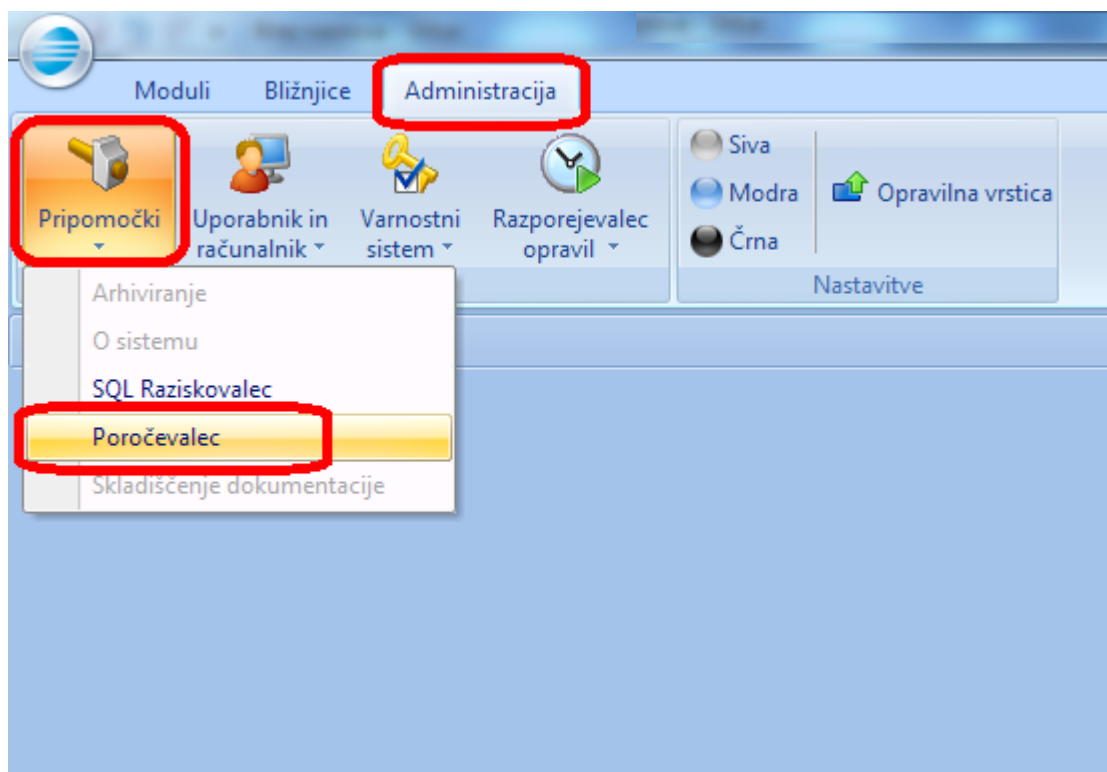 Moduli Bližnjice Administracija
Pripomočki
Uporabnik in
računalnik
Varnostni
sistem
Razporejevalec
opravil
Siva
Modra
Črna
Opravilna vrstica
Nastavitve
Arhiviranje
O sistemu
SQL Raziskovalec
Poročevalec
Skladiščenje dokumentacije